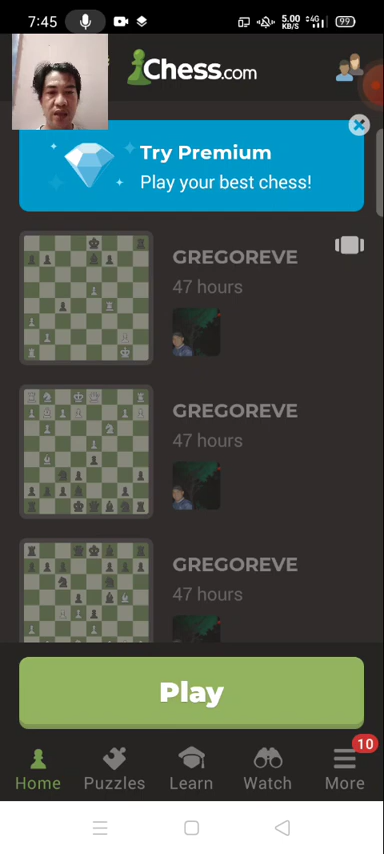 7:45
5.00
KB/S
4G
99
Chess.com
Try Premium
Play your best chess!
GREGOREVE
47 hours
GREGOREVE
47 hours
GREGOREVE
47 hours
Play
10
Home
Puzzles
Learn
Watch
More